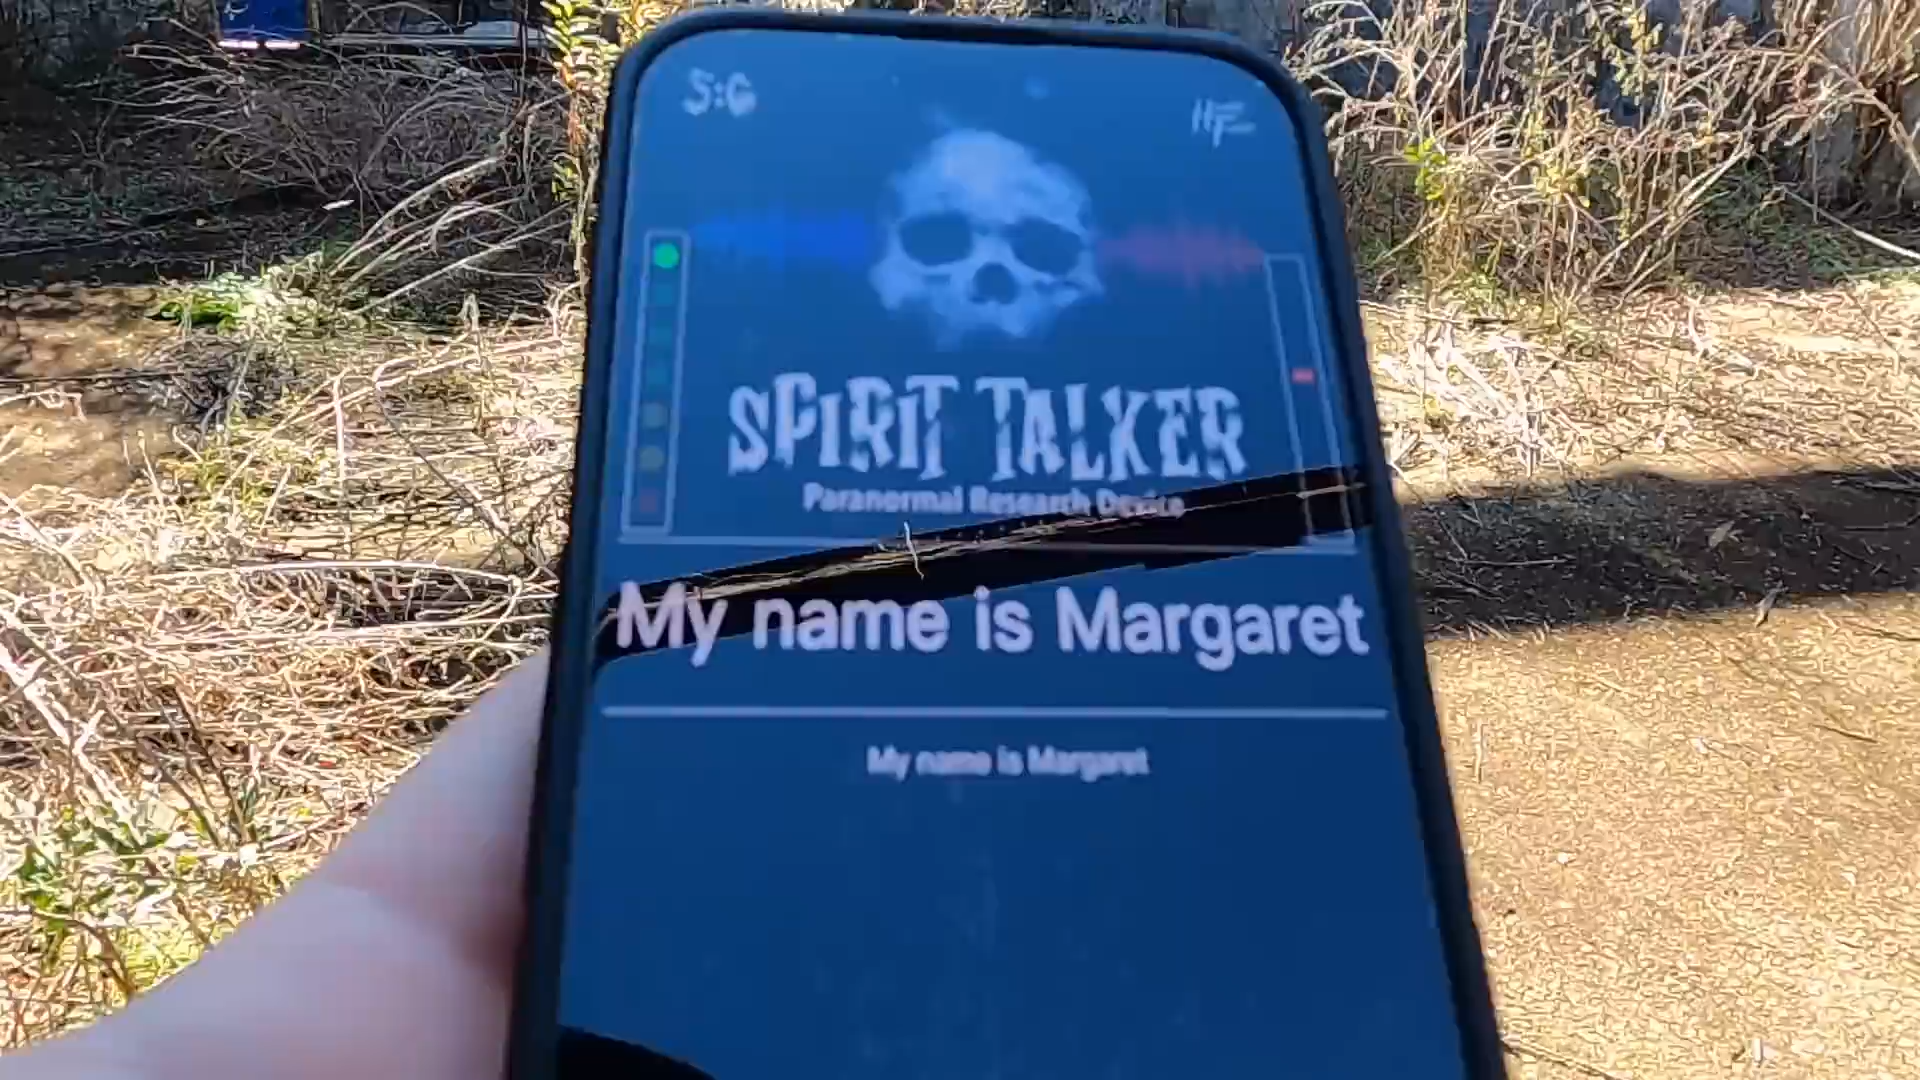 SPIRIT TALKER
Paranormal Research Device
My name is Margaret
My name is Margaret